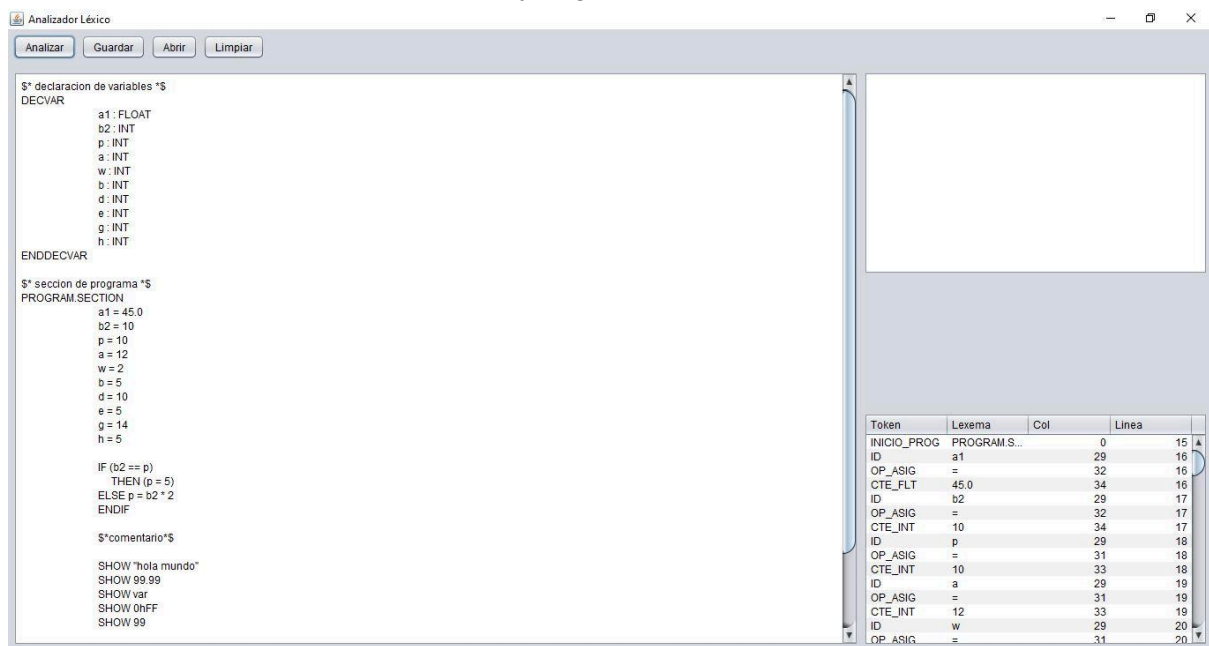 Analizador Léxico
Analizar Guardar Abrir Limpiar
$* declaracion de variables *$
DECVAR
a1 : FLOAT
b2 : INT
p : INT
a : INT
w : INT
b : INT
d : INT
e : INT
g : INT
h : INT
ENDDECVAR
$* seccion de programa *$
PROGRAM.SECTION
a1 = 45.0
b2 = 10
p = 10
a = 12
w = 2
b = 5
d = 10
e = 5
g = 14
h = 5
IF (b2 == p)
THEN (p = 5)
ELSE p = b2 * 2
ENDIF
$*comentario*$
SHOW "hola mundo"
SHOW 99.99
SHOW var
SHOW 0hFF
SHOW 99
Token Lexema Col Linea
INICIO_PROG PROGRAM.S... 0 15
ID a1 29 16
OP_ASIG = 32 16
CTE_FLT 45.0 34 16
ID b2 29 17
OP_ASIG = 32 17
CTE_INT 10 34 17
ID p 29 18
OP_ASIG = 31 18
CTE_INT 10 33 18
ID a 29 19
OP_ASIG = 31 19
CTE_INT 12 33 19
ID w 29 20
OP_ASIG = 31 20